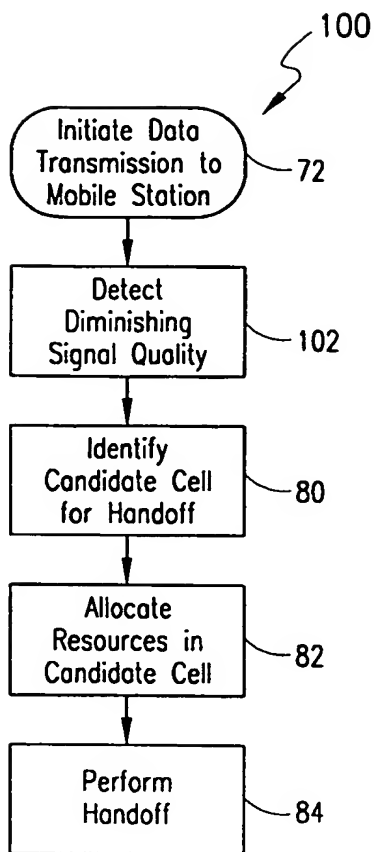 100
Initiate Data
Transmission to
Mobile Station
72
Detect
Diminishing
Signal Quality
102
Identify
Candidate Cell
for Handoff
80
Allocate
Resources in
Candidate Cell
82
Perform
Handoff
84